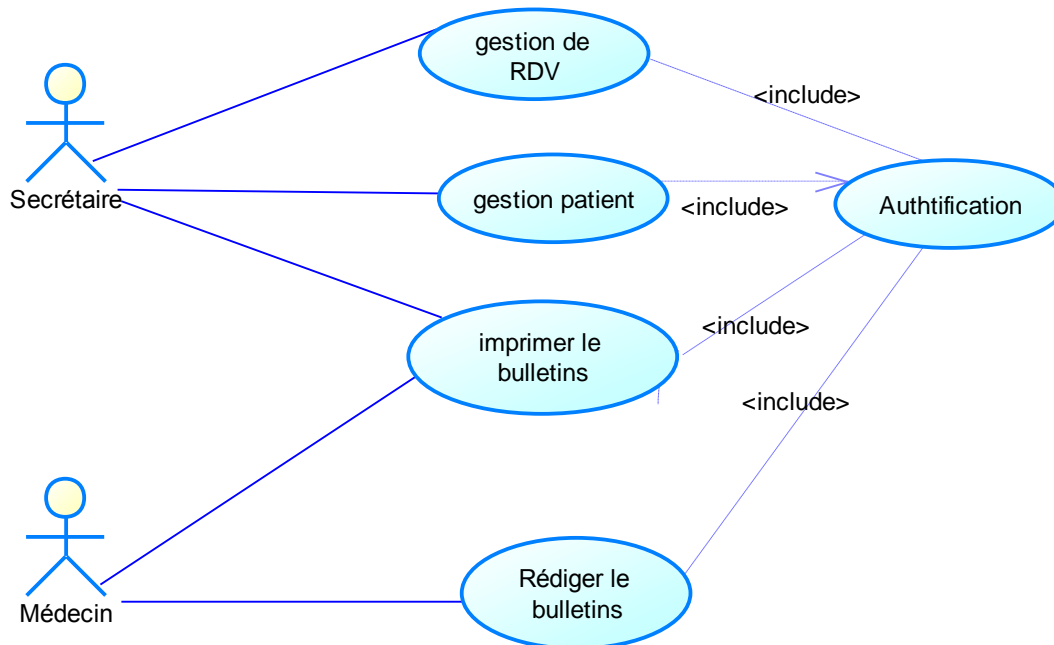 gestion de
RDV
<include>
Secrétaire
gestion patient
<include>
Authtification
imprimer le
bulletins
<include>
<include>
Médecin
Rédiger le
bulletins